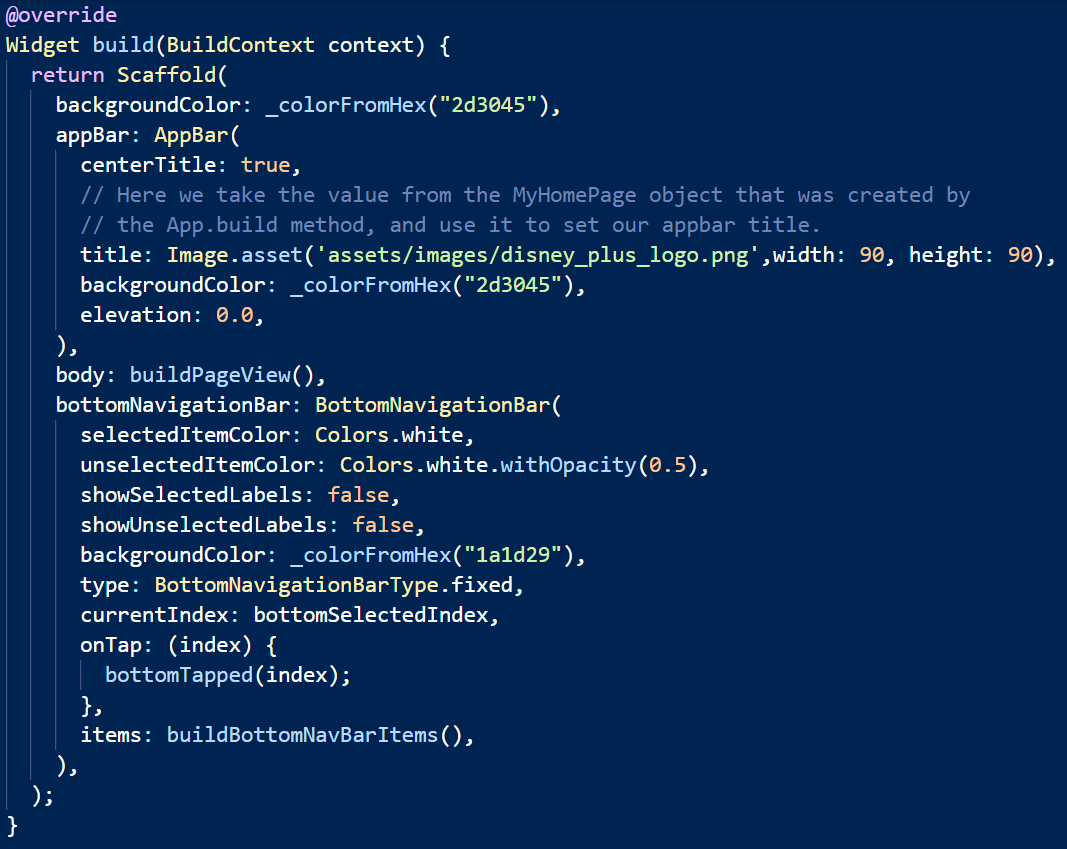 @override
Widget build(BuildContext context) {
  return Scaffold(
    backgroundColor: _colorFromHex("2d3045"),
    appBar: AppBar(
      centerTitle: true,
      // Here we take the value from the MyHomePage object that was created by
      // the App.build method, and use it to set our appbar title.
      title: Image.asset('assets/images/disney_plus_logo.png',width: 90, height: 90),
      backgroundColor: _colorFromHex("2d3045"),
      elevation: 0.0,
    ),
    body: buildPageView(),
    bottomNavigationBar: BottomNavigationBar(
      selectedItemColor: Colors.white,
      unselectedItemColor: Colors.white.withOpacity(0.5),
      showSelectedLabels: false,
      showUnselectedLabels: false,
      backgroundColor: _colorFromHex("1a1d29"),
      type: BottomNavigationBarType.fixed,
      currentIndex: bottomSelectedIndex,
      onTap: (index) {
        bottomTapped(index);
      },
      items: buildBottomNavBarItems(),
    ),
  );
}